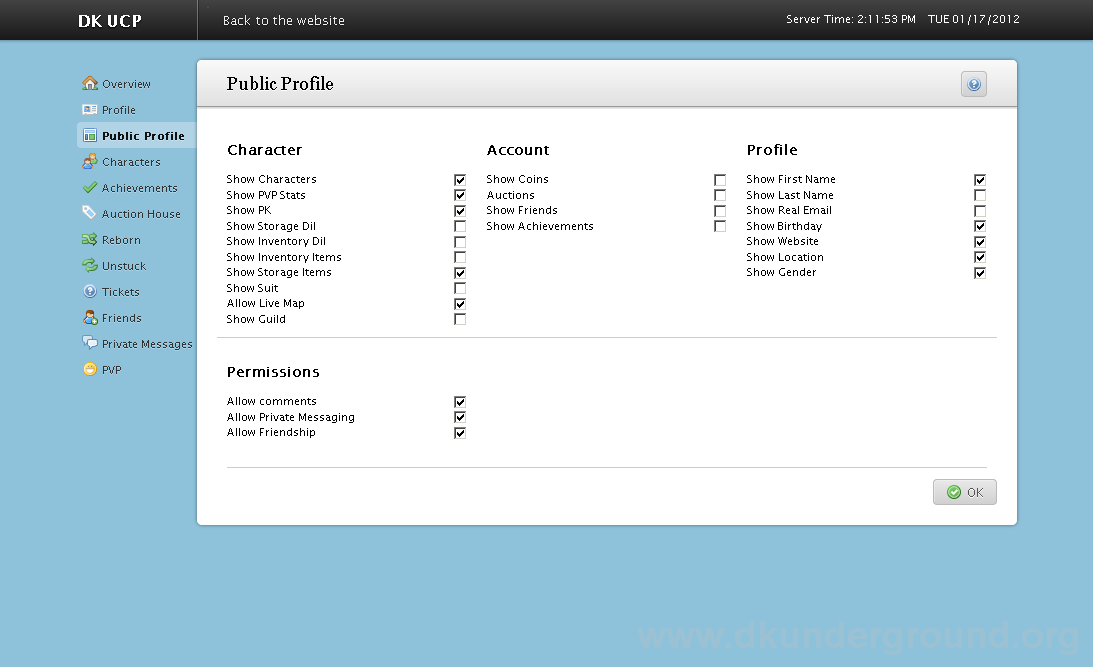 DK UCP
Back to the website
Server Time: 2:11:53 PM TUE 01/17/2012
Overview
Profile
Public Profile
Characters
Achievements
Auction House
Reborn
Unstuck
Tickets
Friends
Private Messages
PVP
Public Profile
Character
Show Characters
Show PVP Stats
Show PK
Show Storage Dil
Show Inventory Dil
Show Inventory Items
Show Storage Items
Show Suit
Allow Live Map
Show Guild
Account
Show Coins
Auctions
Show Friends
Show Achievements
Profile
Show First Name
Show Last Name
Show Real Email
Show Birthday
Show Website
Show Location
Show Gender
Permissions
Allow comments
Allow Private Messaging
Allow Friendship
OK
www.dkunderground.org